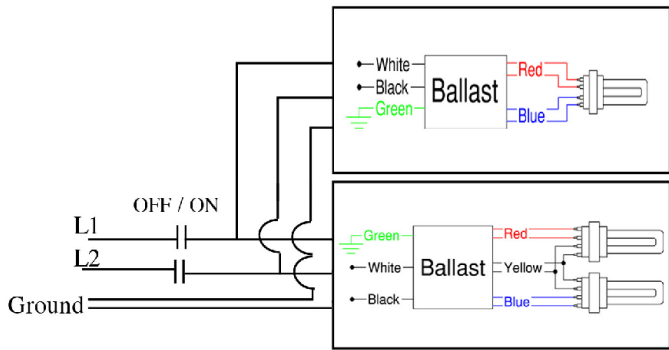 White
Red
Black
Ballast
Green
Blue
OFF / ON
L1
Green
Red
L2
White
Ballast
Yellow
Black
Blue
Ground